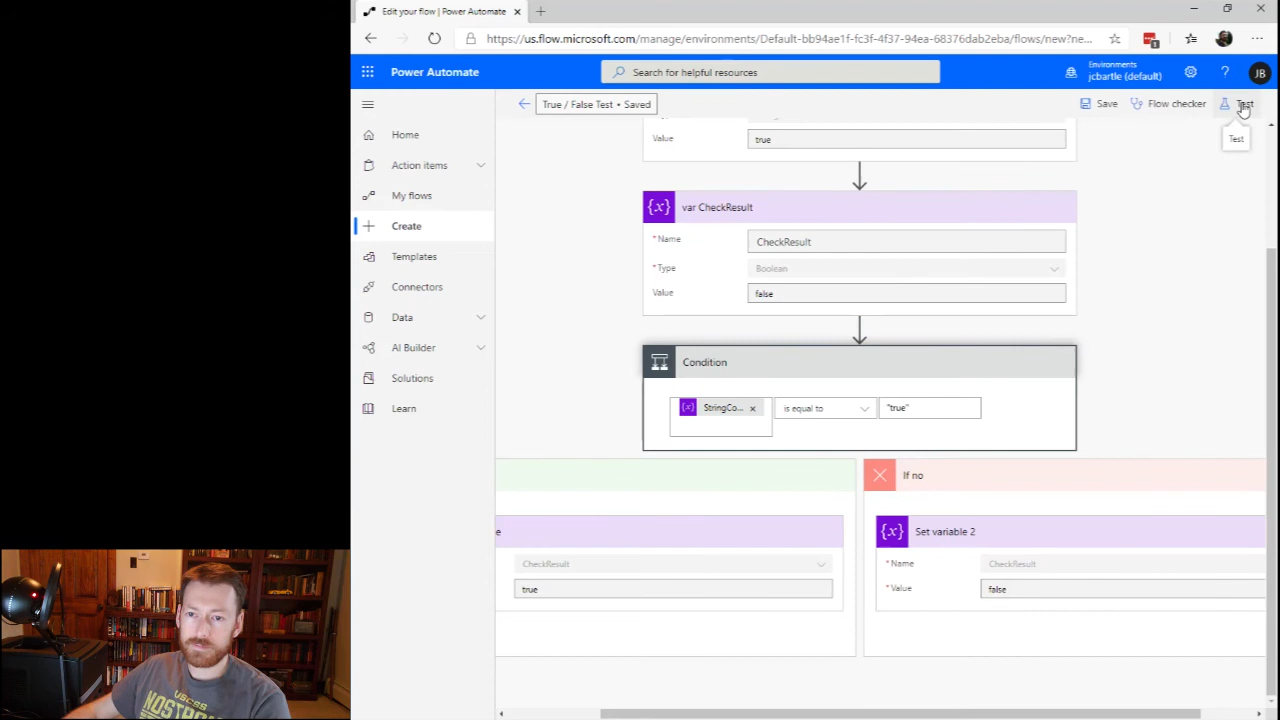 Edit your flow | Power Automate
https://us.flow.microsoft.com/manage/environments/Default-bb94ae1f-fc3f-4f37-94ea-68376dab2eba/flows/new?ne...
Power Automate
Search for helpful resources
Environments
jcbartle (default)
JB
True / False Test • Saved
Save
Flow checker
Test
Test
Home
Action items
My flows
Create
Templates
Connectors
Data
AI Builder
Solutions
Learn
Value
true
{x}
var CheckResult
* Name
CheckResult
* Type
Boolean
Value
false
Condition
{x}
StringCo...
is equal to
"true"
If no
e
CheckResult
true
{x}
Set variable 2
* Name
CheckResult
* Value
false
USCSS
NOSTROMO